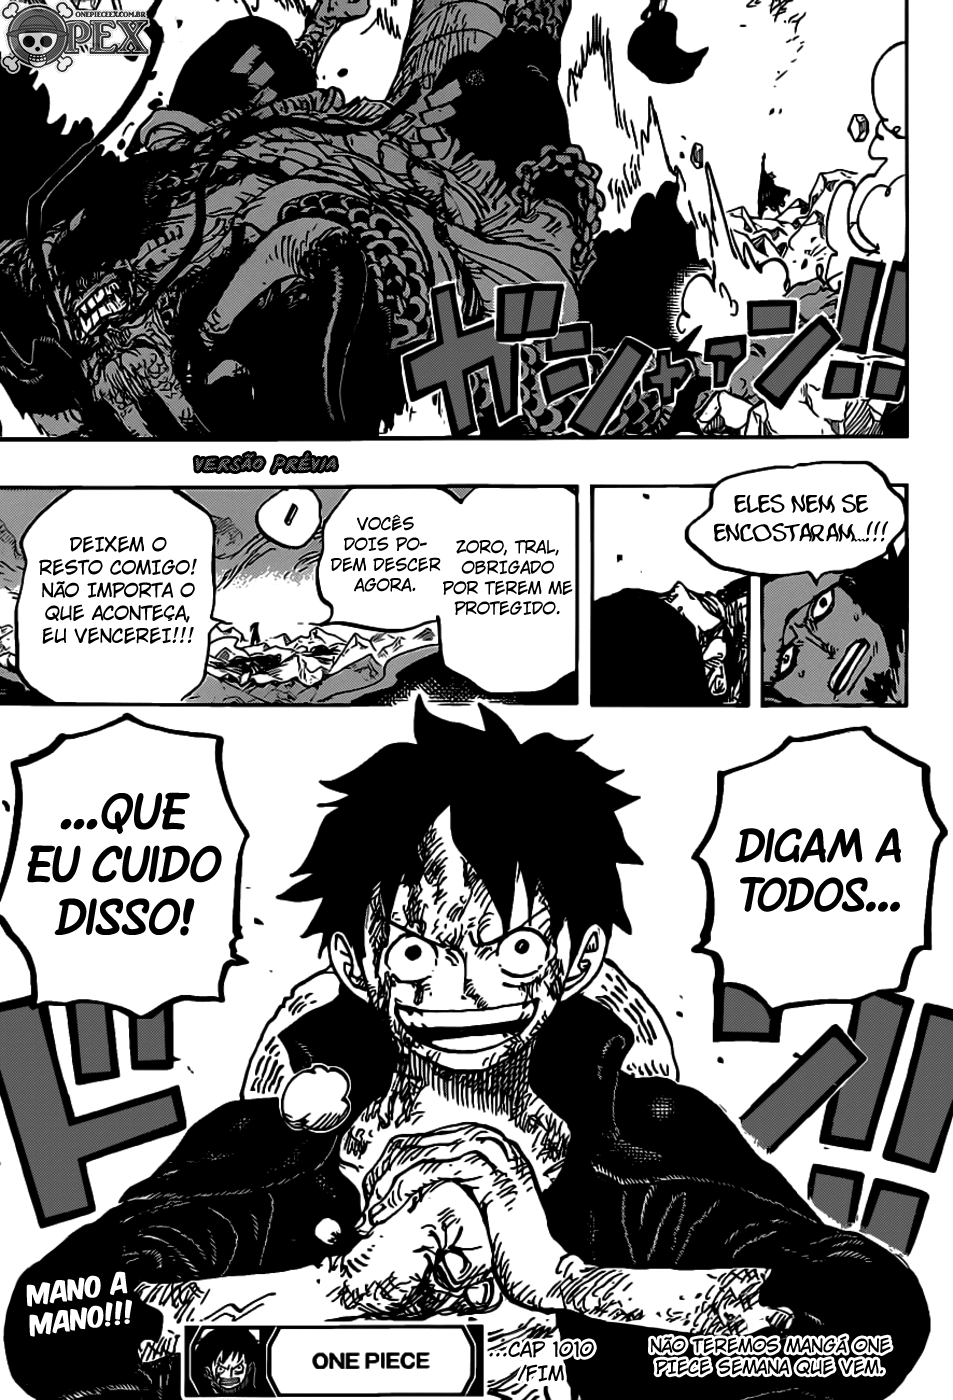 ONEPIECEEX.COM.BR
OPEX
ガシャァン!!
VERSÃO PRÉVIA
ELES NEM SE
ENCOSTARAM...!!!
ZORO, TRAL,
OBRIGADO
POR TEREM ME
PROTEGIDO.
VOCÊS
DOIS PO-
DEM DESCER
AGORA.
DEIXEM O
RESTO COMIGO!
NÃO IMPORTA O
QUE ACONTEÇA,
EU VENCEREI!!!
DIGAM A
TODOS...
...QUE
EU CUIDO
DISSO!
ドン!!
MANO A
MANO!!!
ONE PIECE
...CAP 1010
/FIM
NÃO TEREMOS MANGÁ ONE
PIECE SEMANA QUE VEM.